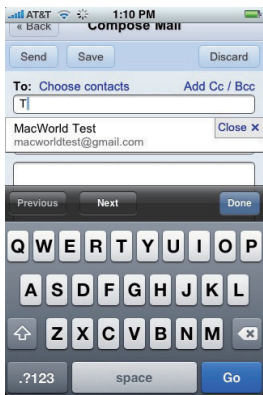 AT&T 1:10 PM
« Back Compose Mail
Send Save Discard
To: Choose contacts Add Cc / Bcc
T
MacWorld Test Close ×
macworldtest@gmail.com
Previous Next Done
Q W E R T Y U I O P
A S D F G H J K L
Z X C V B N M
.?123 space Go